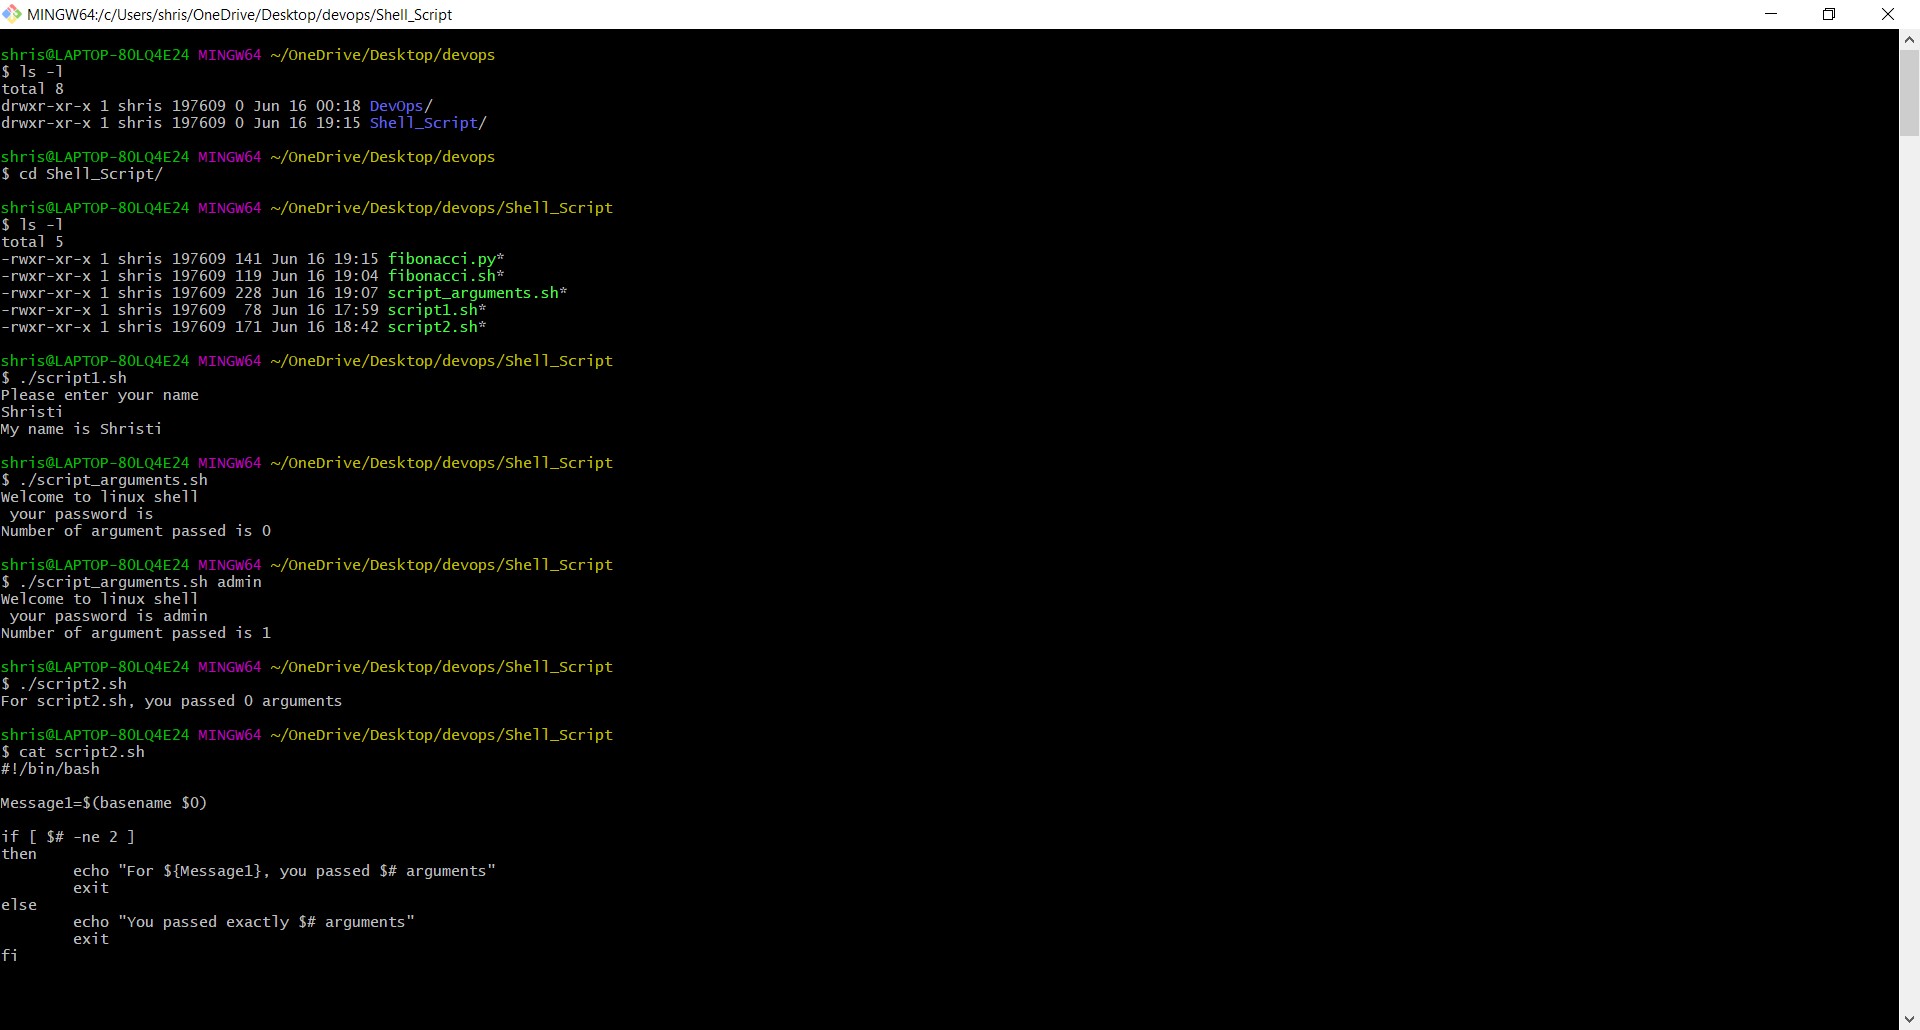 MINGW64:/c/Users/shris/OneDrive/Desktop/devops/Shell_Script
shris@LAPTOP-8OLQ4E24 MINGW64 ~/OneDrive/Desktop/devops
$ ls -l
total 8
drwxr-xr-x 1 shris 197609 0 Jun 16 00:18 DevOps/
drwxr-xr-x 1 shris 197609 0 Jun 16 19:15 Shell_Script/
shris@LAPTOP-8OLQ4E24 MINGW64 ~/OneDrive/Desktop/devops
$ cd Shell_Script/
shris@LAPTOP-8OLQ4E24 MINGW64 ~/OneDrive/Desktop/devops/Shell_Script
$ ls -l
total 5
-rwxr-xr-x 1 shris 197609 141 Jun 16 19:15 fibonacci.py*
-rwxr-xr-x 1 shris 197609 119 Jun 16 19:04 fibonacci.sh*
-rwxr-xr-x 1 shris 197609 228 Jun 16 19:07 script_arguments.sh*
-rwxr-xr-x 1 shris 197609  78 Jun 16 17:59 script1.sh*
-rwxr-xr-x 1 shris 197609 171 Jun 16 18:42 script2.sh*
shris@LAPTOP-8OLQ4E24 MINGW64 ~/OneDrive/Desktop/devops/Shell_Script
$ ./script1.sh
Please enter your name
Shristi
My name is Shristi
shris@LAPTOP-8OLQ4E24 MINGW64 ~/OneDrive/Desktop/devops/Shell_Script
$ ./script_arguments.sh
Welcome to linux shell
 your password is
Number of argument passed is 0
shris@LAPTOP-8OLQ4E24 MINGW64 ~/OneDrive/Desktop/devops/Shell_Script
$ ./script_arguments.sh admin
Welcome to linux shell
 your password is admin
Number of argument passed is 1
shris@LAPTOP-8OLQ4E24 MINGW64 ~/OneDrive/Desktop/devops/Shell_Script
$ ./script2.sh
For script2.sh, you passed 0 arguments
shris@LAPTOP-8OLQ4E24 MINGW64 ~/OneDrive/Desktop/devops/Shell_Script
$ cat script2.sh
#!/bin/bash
Message1=$(basename $0)
if [ $# -ne 2 ]
then
        echo "For ${Message1}, you passed $# arguments"
        exit
else
        echo "You passed exactly $# arguments"
        exit
fi